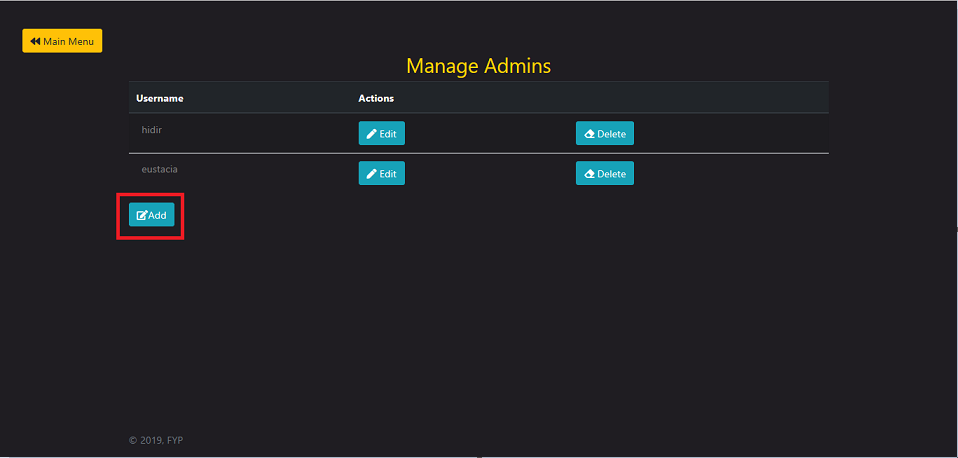 Main Menu
Manage Admins
Username Actions
hidir Edit Delete
eustacia Edit Delete
Add
© 2019, FYP